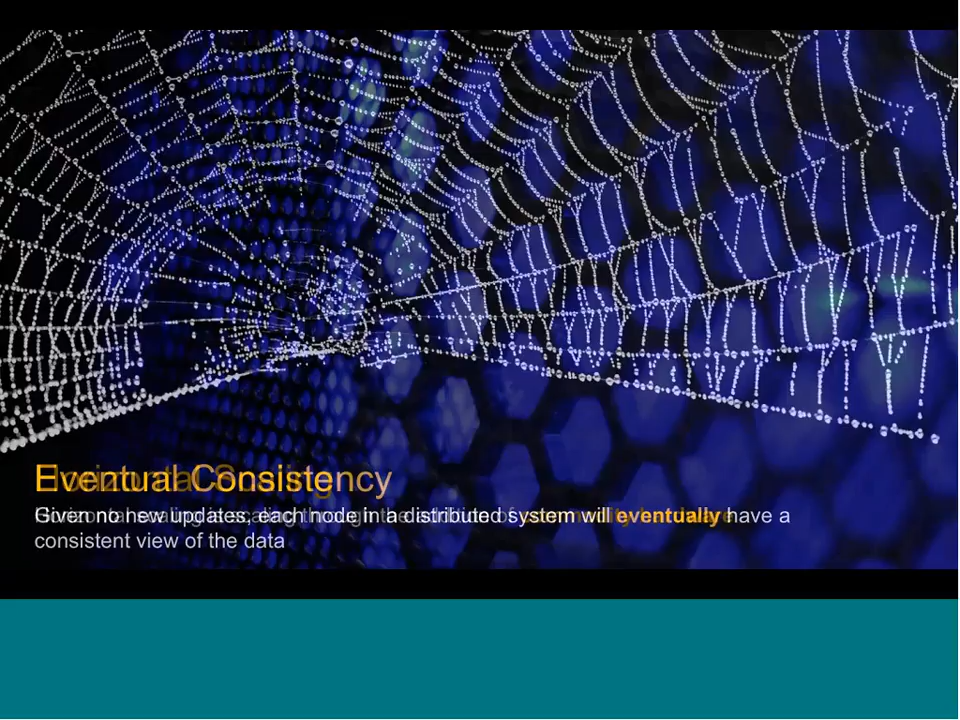 Eventual Consistency
Given no new updates, each node in a distributed system will eventually have a
consistent view of the data